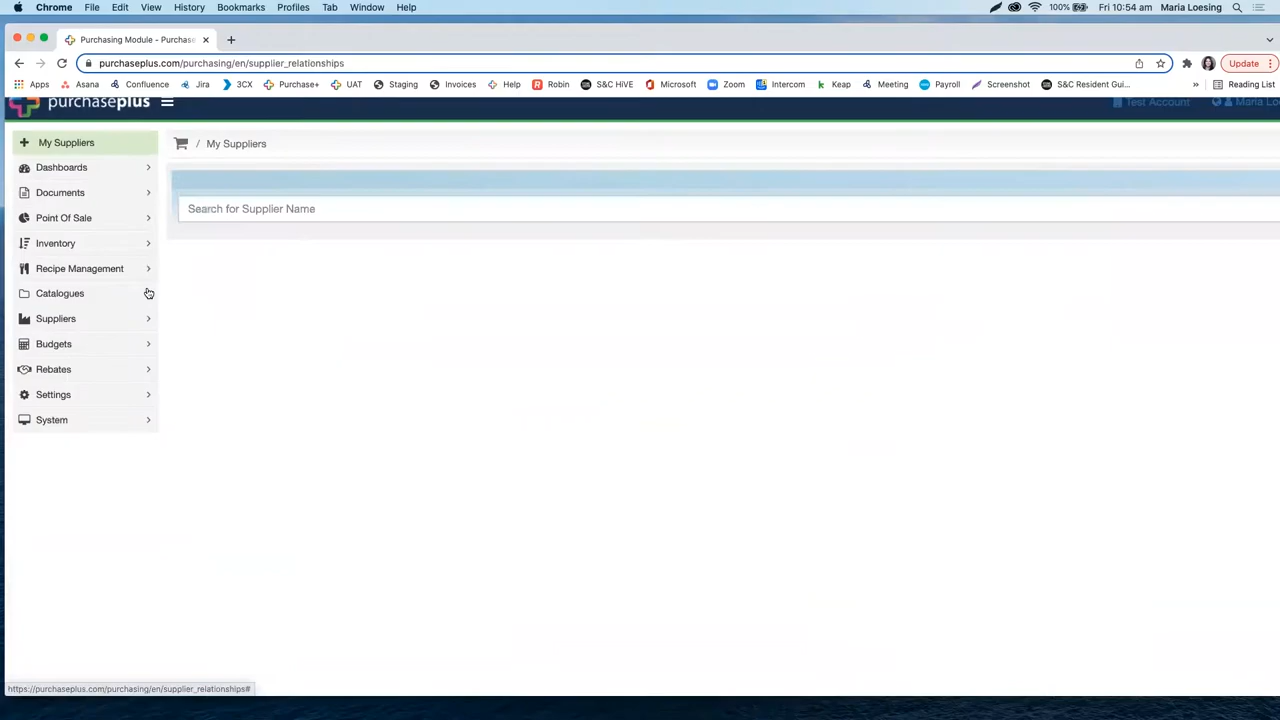 Chrome File Edit View History Bookmarks Profiles Tab Window Help 100% Fri 10:54 am Maria Loesing
Purchasing Module - Purchase
purchaseplus.com/purchasing/en/supplier_relationships Update
Apps Asana Confluence Jira 3CX Purchase+ UAT Staging Invoices Help Robin S&C HIVE Microsoft Zoom Intercom Keap Meeting Payroll Screenshot S&C Resident Gui... » Reading List
purchaseplus Test Account Maria Lo
My Suppliers / My Suppliers
Dashboards
Documents
Search for Supplier Name
Point Of Sale
Inventory
Recipe Management
Catalogues
Suppliers
Budgets
Rebates
Settings
System
https://purchaseplus.com/purchasing/en/supplier_relationships#